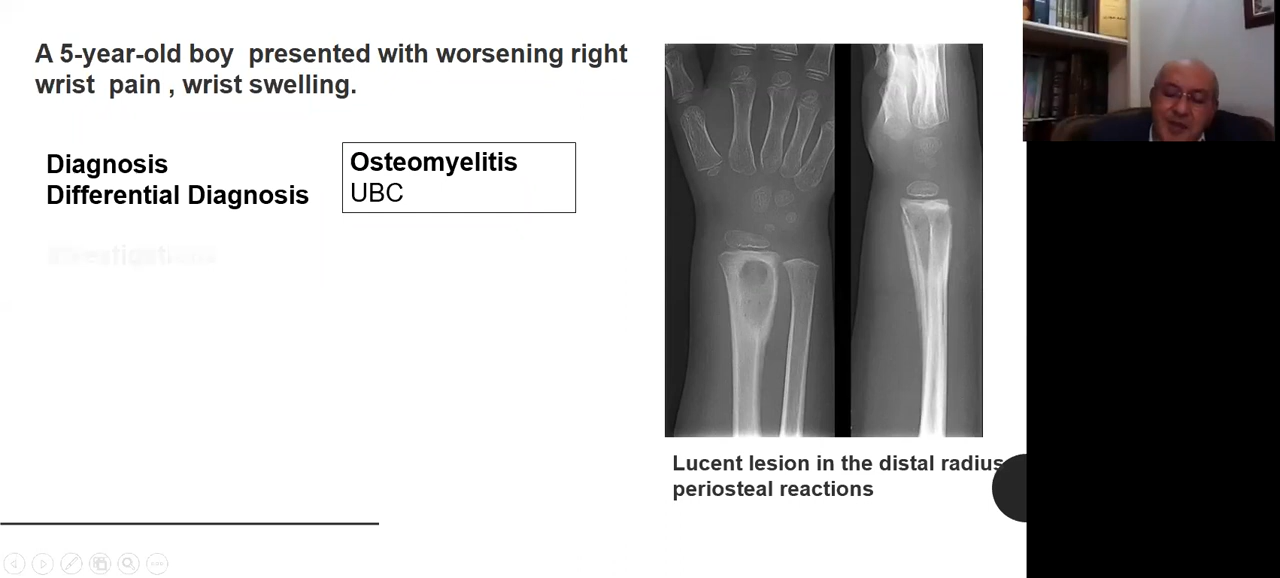 A 5-year-old boy presented with worsening right
wrist pain , wrist swelling.
Diagnosis
Differential Diagnosis
Osteomyelitis
UBC
Investigations
Lucent lesion in the distal radius
periosteal reactions